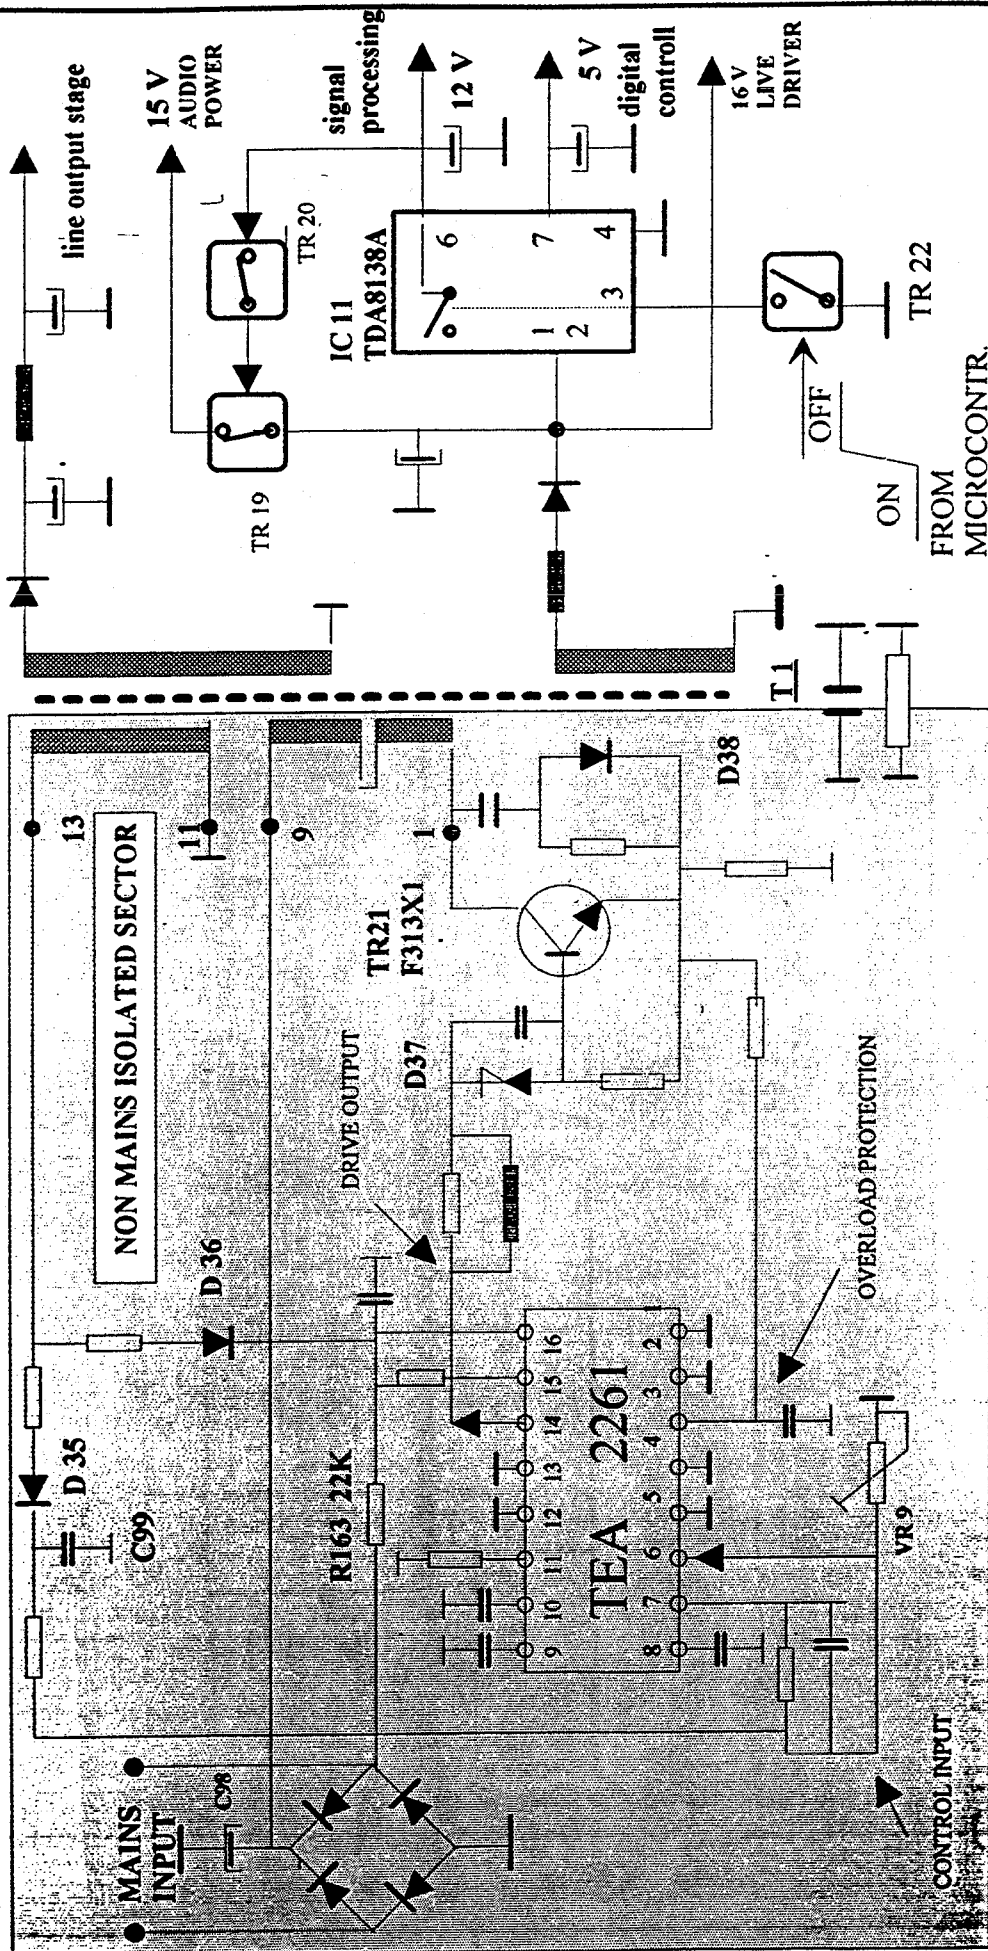 MAINS
INPUT
C98
D 35
C99
NON MAINS ISOLATED SECTOR
13
11
9
1
D 36
R163 22K
DRIVE OUTPUT
D37
TR21
F313X1
D38
TEA 2261
9 10 11 12 13 14 15 16
8 7 6 5 4 3 2 1
OVERLOAD PROTECTION
VR9
CONTROL INPUT
T1
line output stage
15 V
AUDIO
POWER
TR 19
TR 20
signal
processing
12 V
5 V
digital
controll
16 V
LIVE
DRIVER
IC 11
TDA8138A
6
7
4
1
2
3
TR 22
OFF
ON
FROM
MICROCONTR.